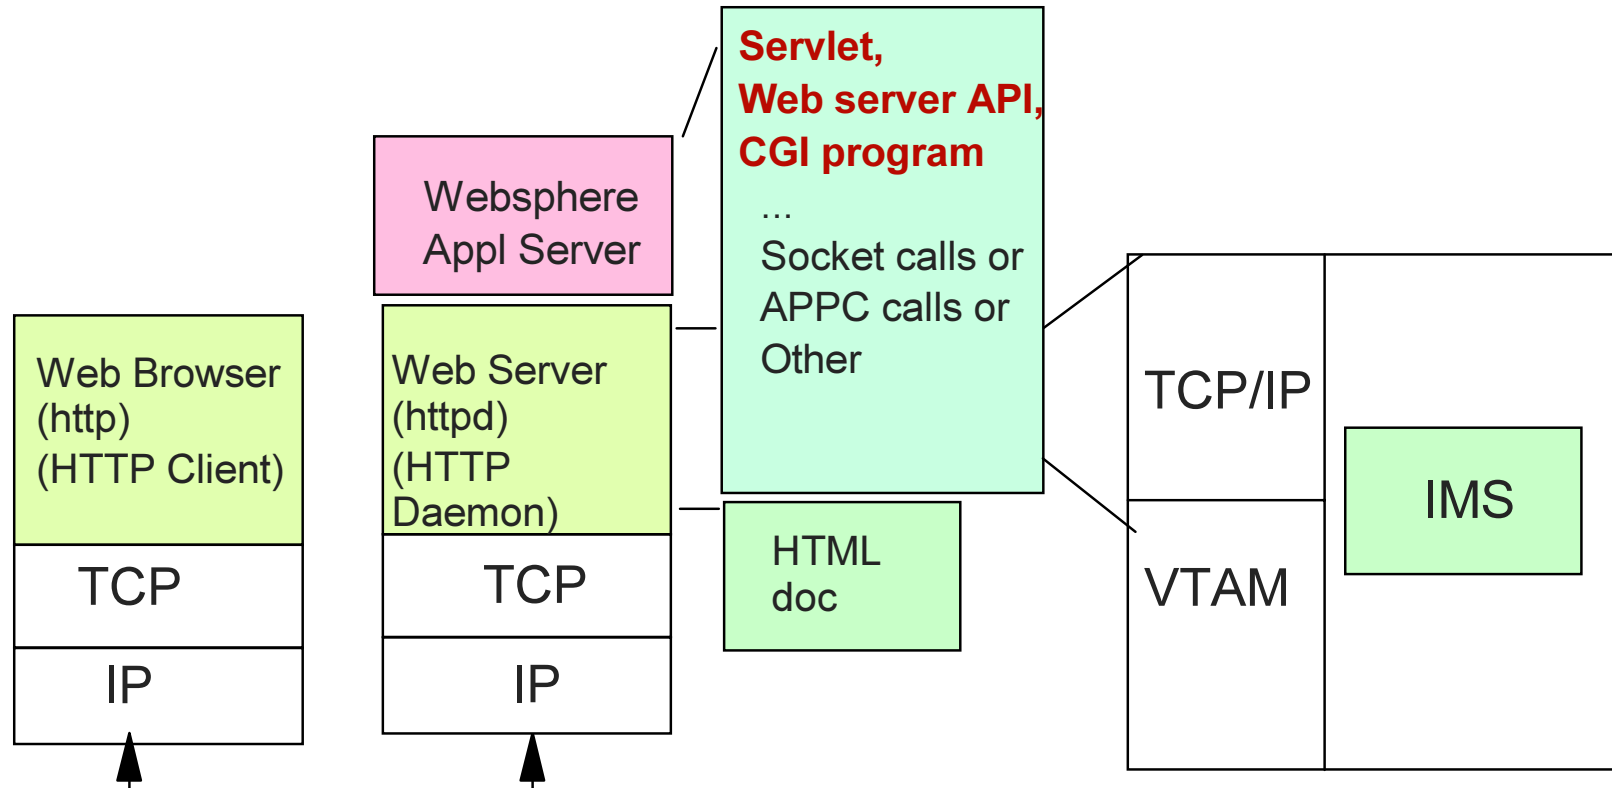 Servlet,
Web server API,
CGI program
...
Socket calls or
APPC calls or
Other
Websphere
Appl Server
Web Browser
(http)
(HTTP Client)
TCP
IP
Web Server
(httpd)
(HTTP
Daemon)
TCP
IP
HTML
doc
TCP/IP
VTAM
IMS